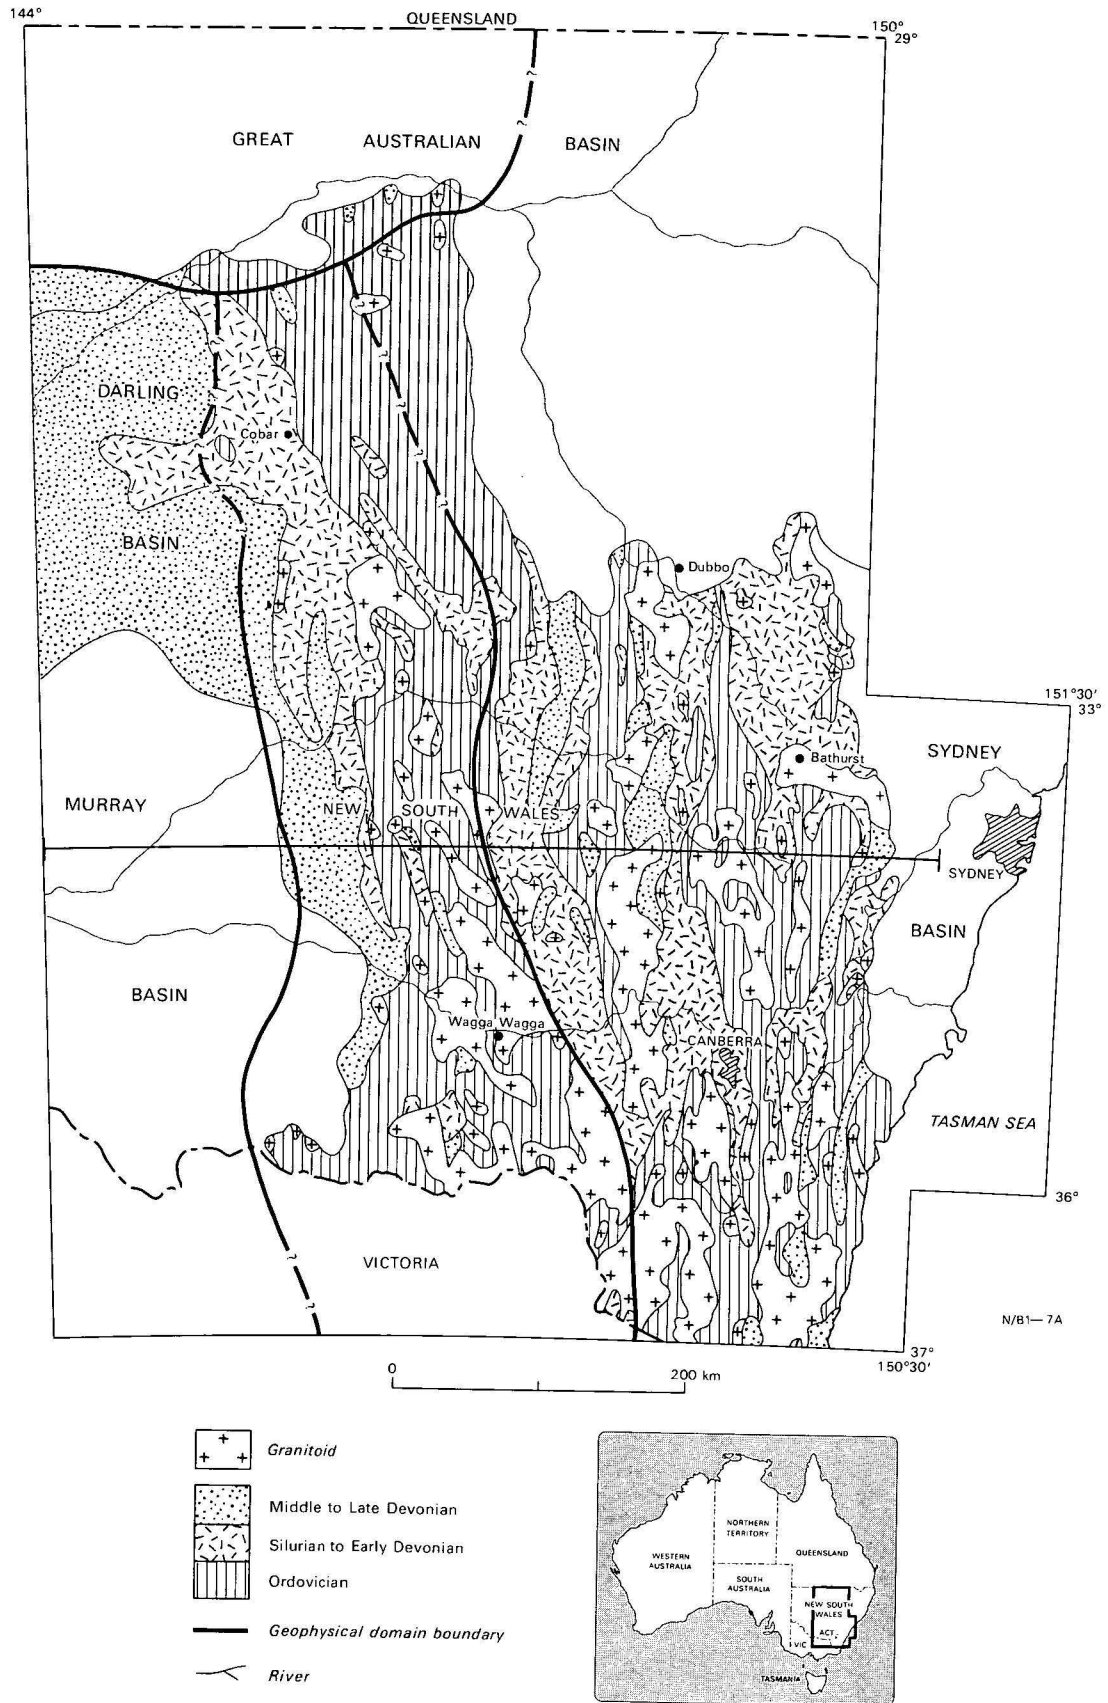 144°
QUEENSLAND
150°
29°
GREAT AUSTRALIAN BASIN
DARLING
Cobar
BASIN
Dubbo
151°30'
33°
SYDNEY
Bathurst
MURRAY
NEW SOUTH WALES
SYDNEY
BASIN
BASIN
Wagga Wagga
CANBERRA
TASMAN SEA
36°
VICTORIA
N/B1—7A
37°
150°30'
0
200 km
Granitoid
Middle to Late Devonian
Silurian to Early Devonian
Ordovician
Geophysical domain boundary
River
NORTHERN
TERRITORY
WESTERN
AUSTRALIA
QUEENSLAND
SOUTH
AUSTRALIA
NEW SOUTH
WALES
ACT
VIC
TASMANIA